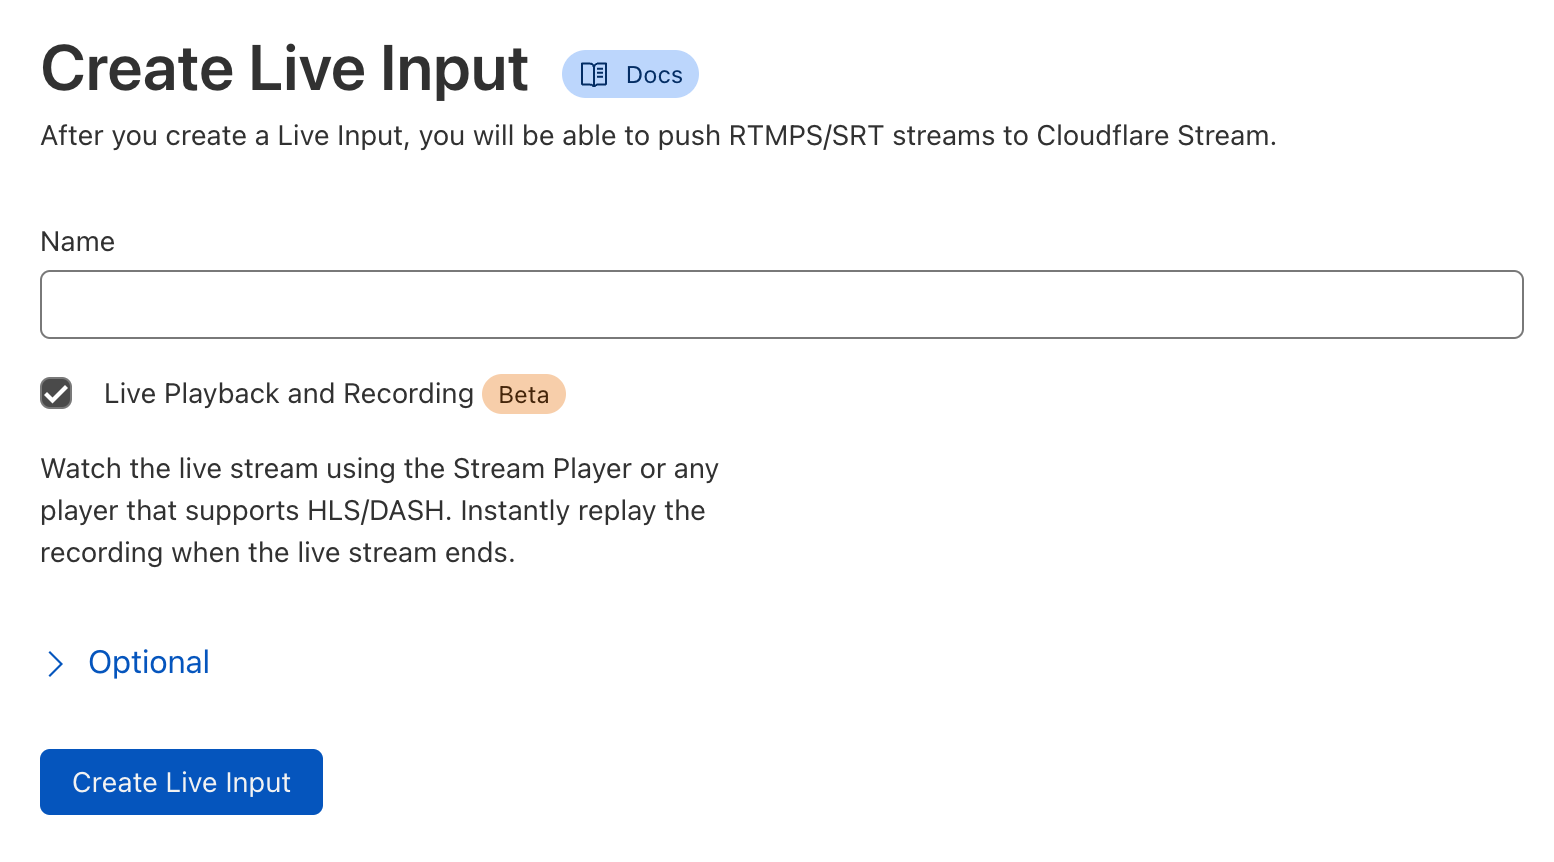 Create Live Input Docs
After you create a Live Input, you will be able to push RTMPS/SRT streams to Cloudflare Stream.
Name
Live Playback and Recording Beta
Watch the live stream using the Stream Player or any
player that supports HLS/DASH. Instantly replay the
recording when the live stream ends.
Optional
Create Live Input